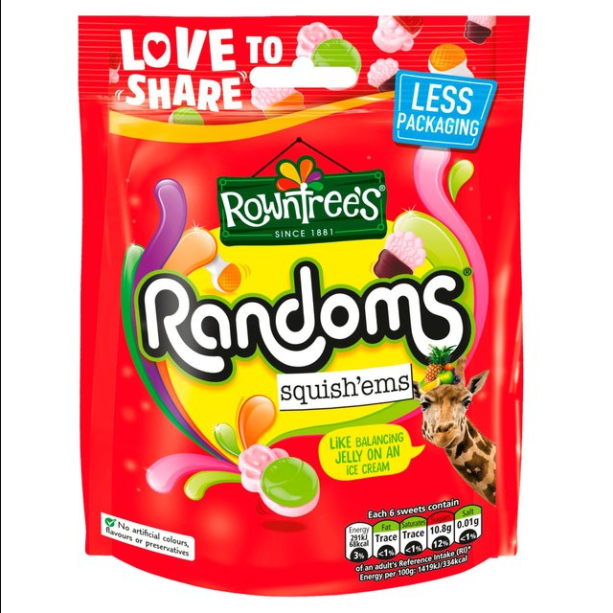 LOVE TO
SHARE
LESS
PACKAGING
ROWNTREE'S®
SINCE 1881
Randoms®
squish'ems
LIKE BALANCING
JELLY ON AN
ICE CREAM
No artificial colours,
flavours or preservatives
Each 6 sweets contain
Energy
291kJ
68kcal
3%
Fat
Trace
<1%
Saturates
Trace
<1%
10.8g
12%
Salt
0.01g
<1%
of an adult's Reference Intake (RI)*
Energy per 100g: 1419kJ/334kcal